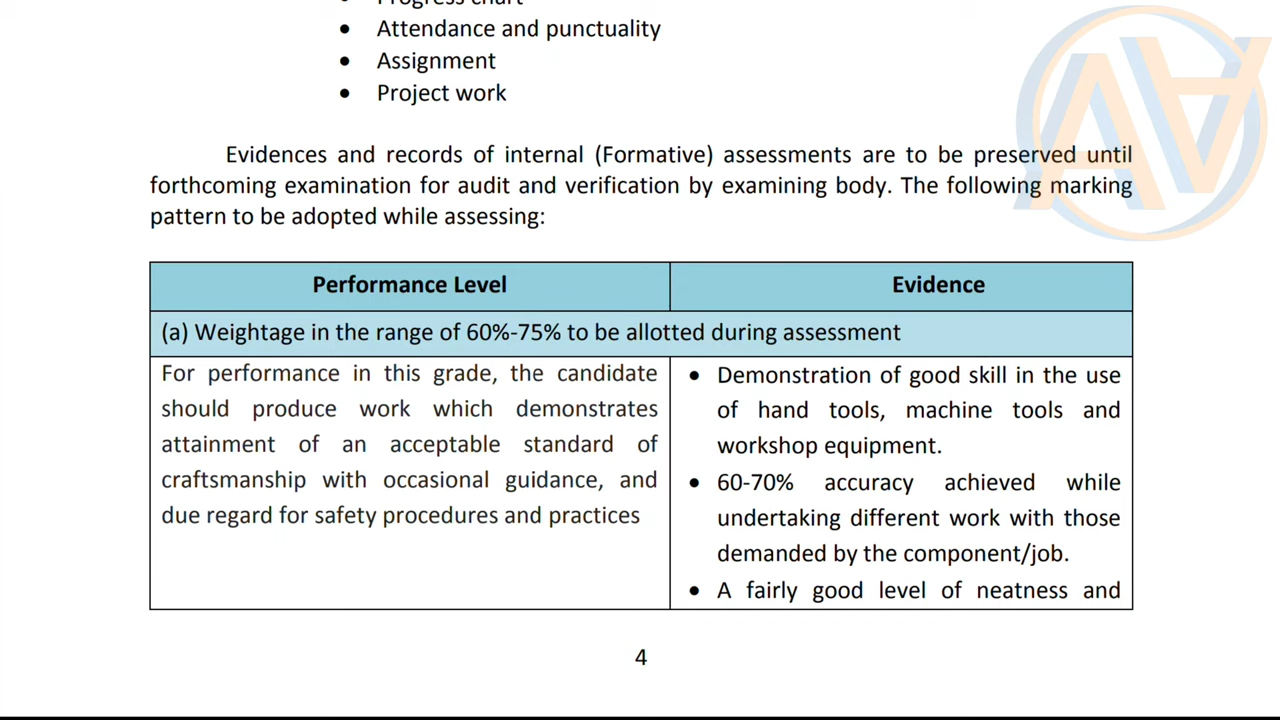 Progress chart
• Attendance and punctuality
• Assignment
• Project work
Evidences and records of internal (Formative) assessments are to be preserved until
forthcoming examination for audit and verification by examining body. The following marking
pattern to be adopted while assessing:
Performance Level
Evidence
(a) Weightage in the range of 60%-75% to be allotted during assessment
For performance in this grade, the candidate
should produce work which demonstrates
attainment of an acceptable standard of
craftsmanship with occasional guidance, and
due regard for safety procedures and practices
• Demonstration of good skill in the use
of hand tools, machine tools and
workshop equipment.
• 60-70% accuracy achieved while
undertaking different work with those
demanded by the component/job.
• A fairly good level of neatness and
4